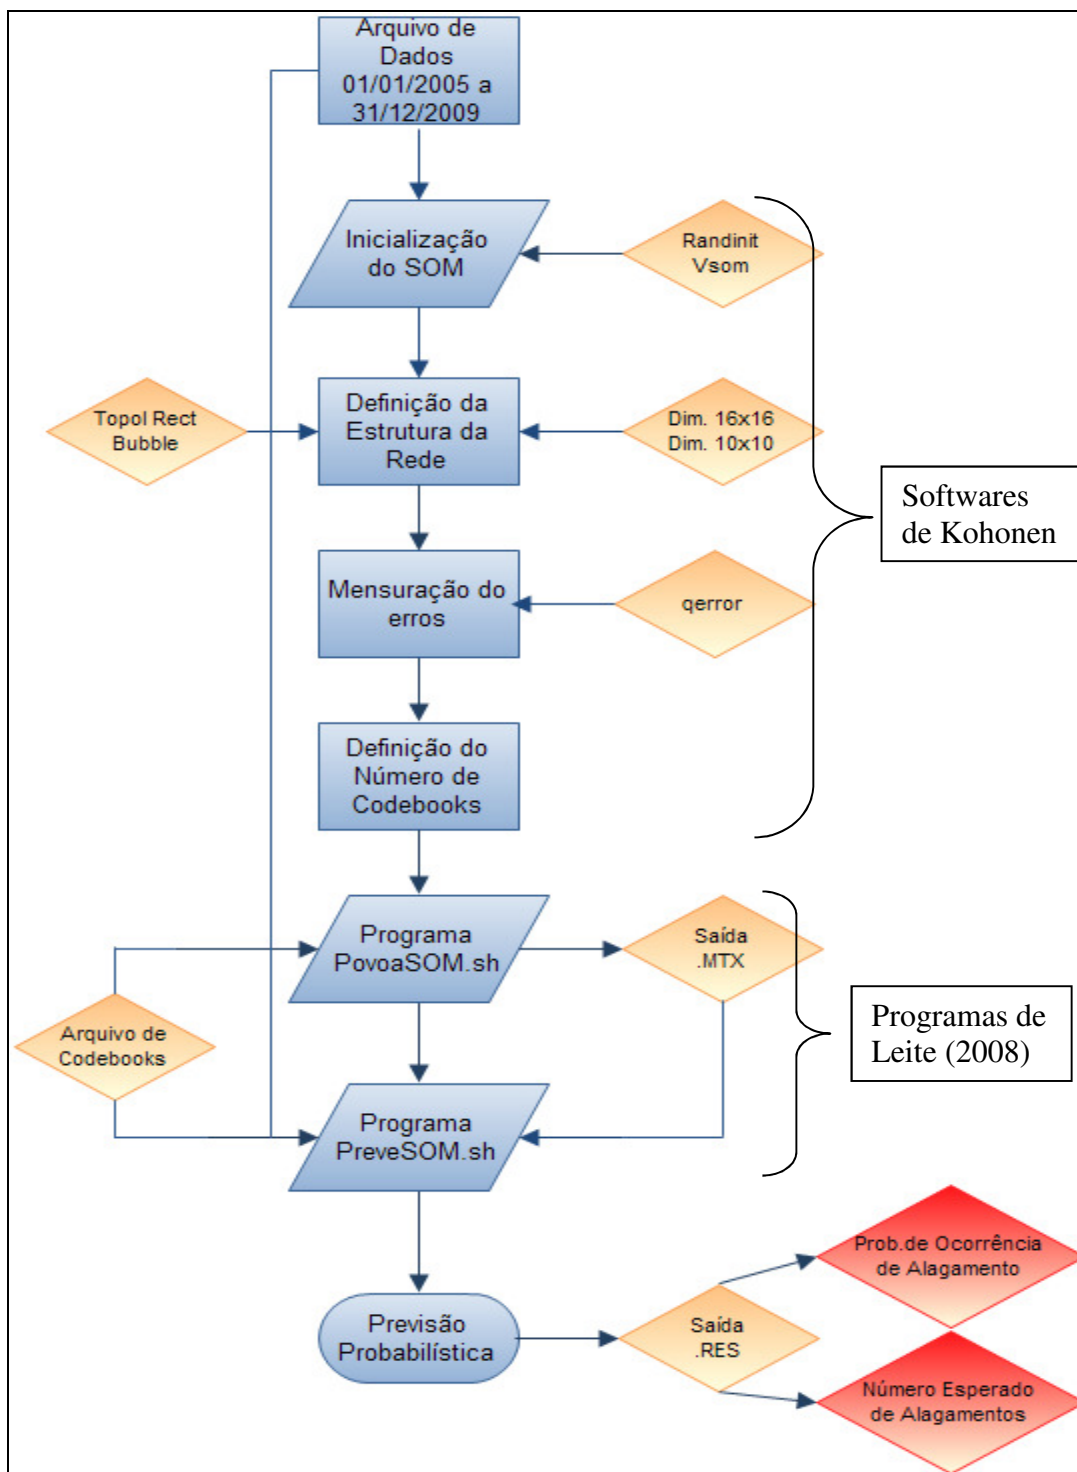 Arquivo de
Dados
01/01/2005 a
31/12/2009
Inicialização
do SOM
Randinit
Vsom
Topol Rect
Bubble
Definição da
Estrutura da
Rede
Dim. 16x16
Dim. 10x10
Softwares
de Kohonen
Mensuração do
erros
qerror
Definição do
Número de
Codebooks
Programa
PovoaSOM.sh
Saída
.MTX
Arquivo de
Codebooks
Programas de
Leite (2008)
Programa
PreveSOM.sh
Prob.de Ocorrência
de Alagamento
Previsão
Probabilística
Saída
.RES
Número Esperado
de Alagamentos